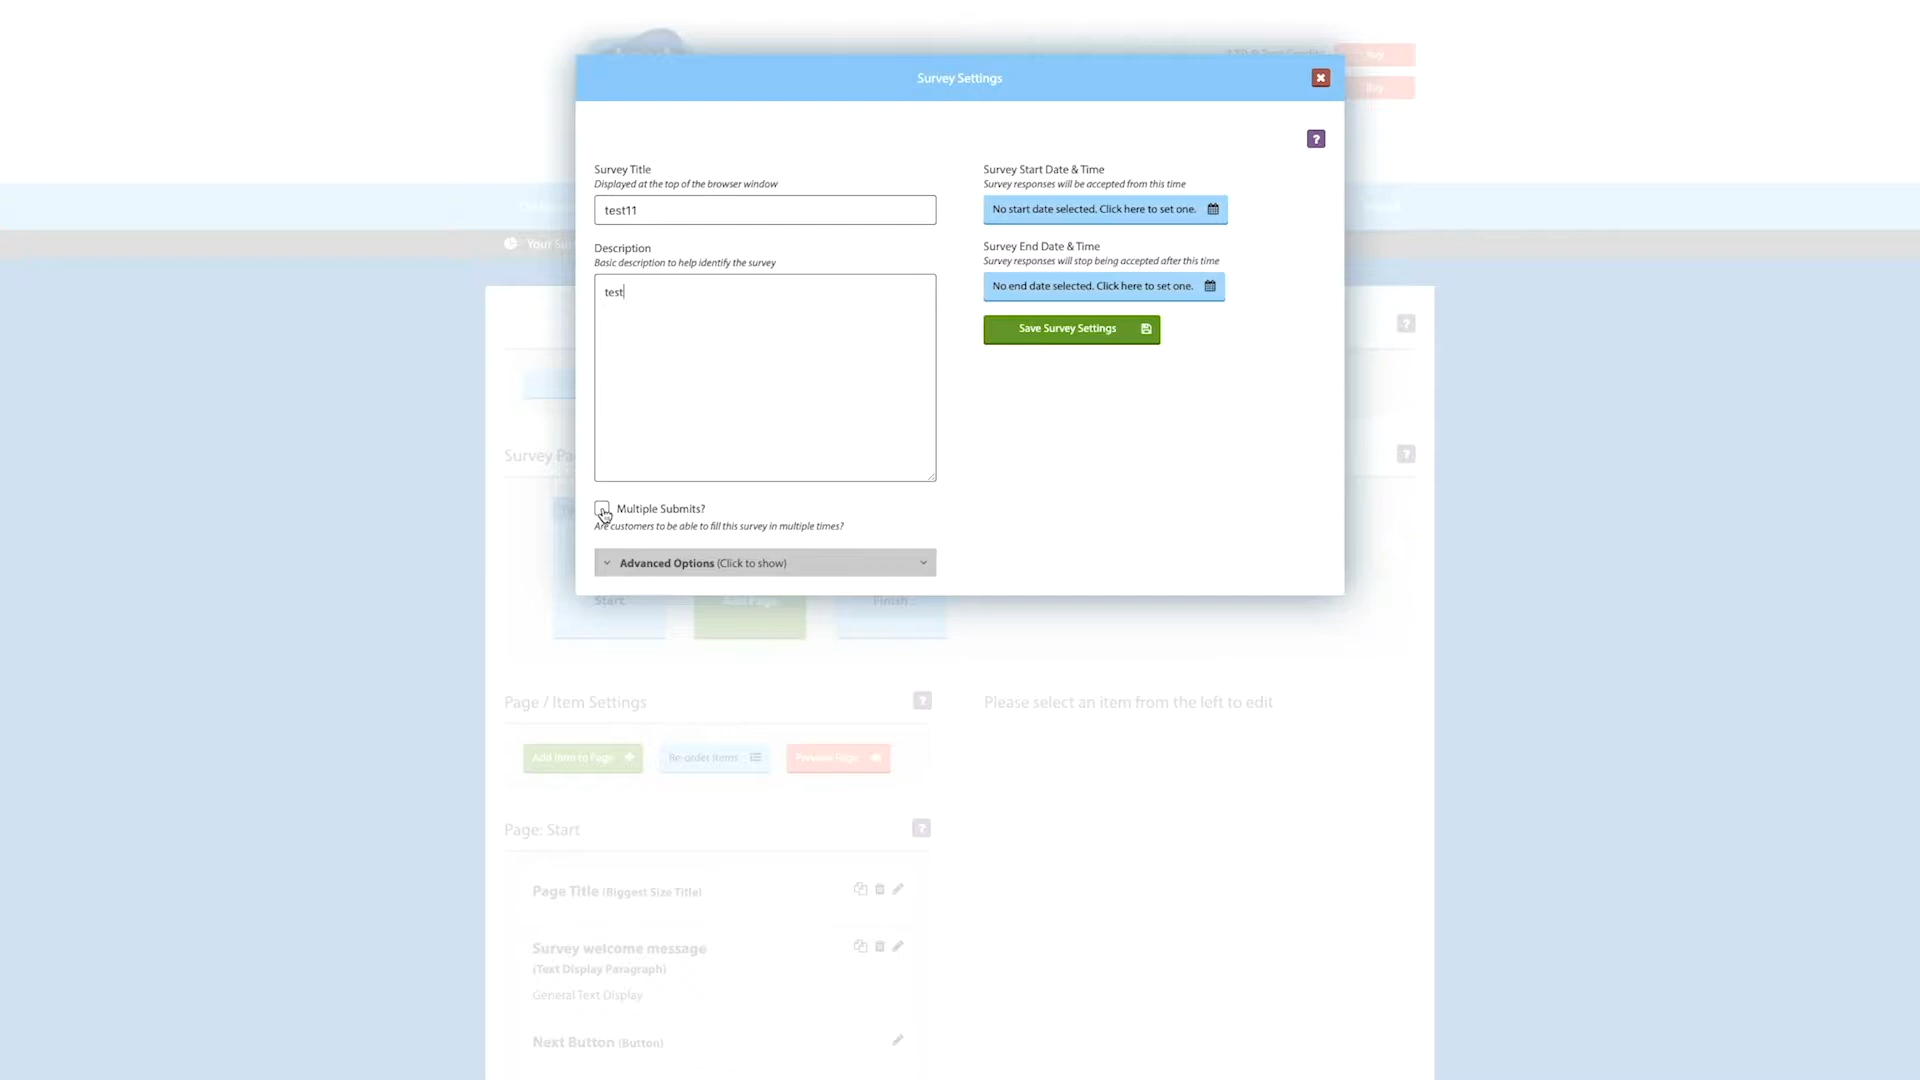 Survey Settings
Buy
Buy
Survey Title
Displayed at the top of the browser window
test11
Description
Basic description to help identify the survey
test
Multiple Submits?
Are customers to be able to fill this survey in multiple times?
Advanced Options (Click to show)
?
Survey Start Date & Time
Survey responses will be accepted from this time
No start date selected. Click here to set one.
Survey End Date & Time
Survey responses will stop being accepted after this time
No end date selected. Click here to set one.
Save Survey Settings
Your Su
?
Survey Pa
?
Start
Add Page
Finish
Page / Item Settings
?
Please select an item from the left to edit
Add Item to Page
Re-order Items
Preview Page
Page: Start
?
Page Title (Biggest Size Title)
Survey welcome message
(Text Display Paragraph)
General Text Display
Next Button (Button)